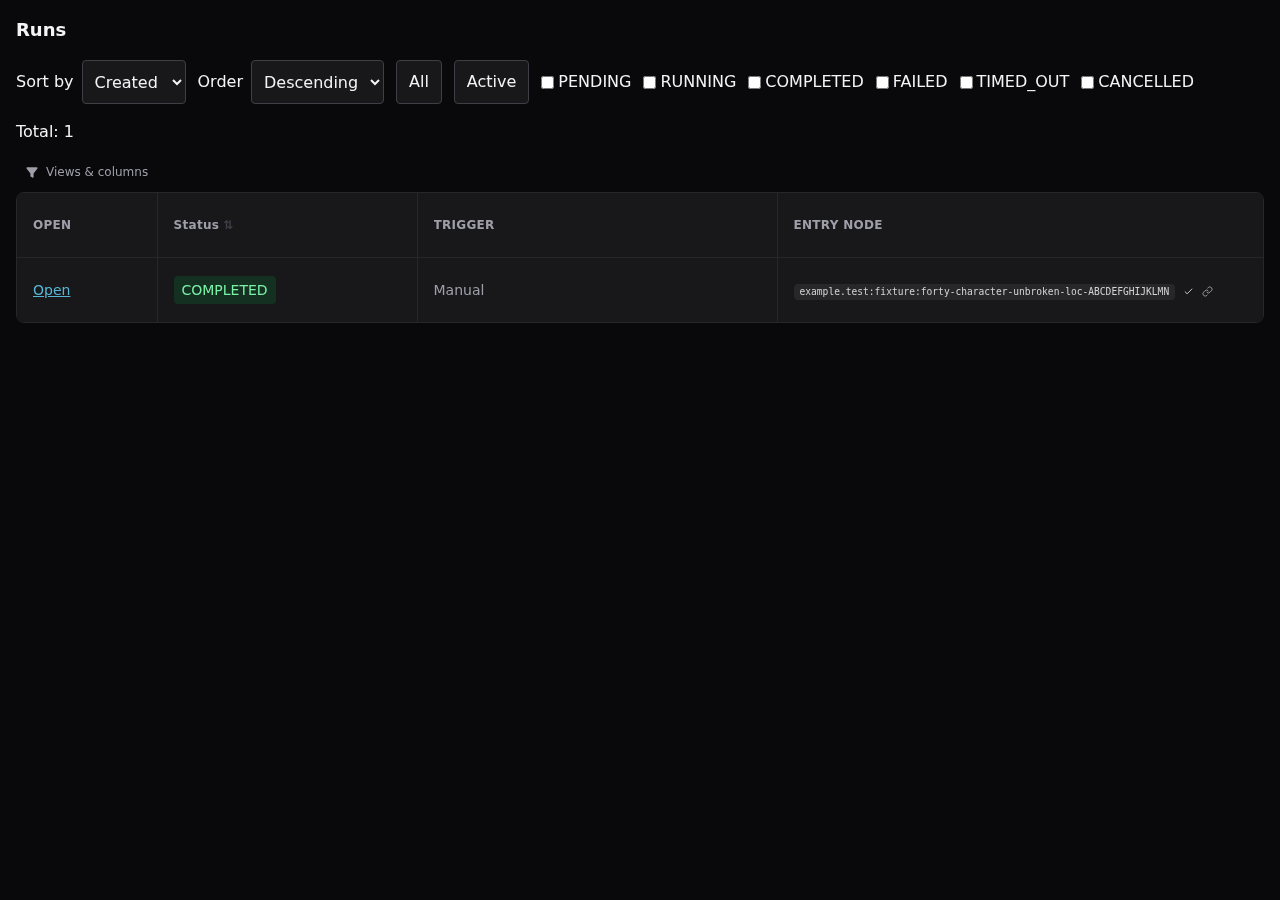 Runs
Sort by Created Order Descending All Active PENDING RUNNING COMPLETED FAILED TIMED_OUT CANCELLED
Total: 1
Views & columns
OPEN Status ⇅ TRIGGER ENTRY NODE
Open COMPLETED Manual example.test:fixture:forty-character-unbroken-loc-ABCDEFGHIJKLMN